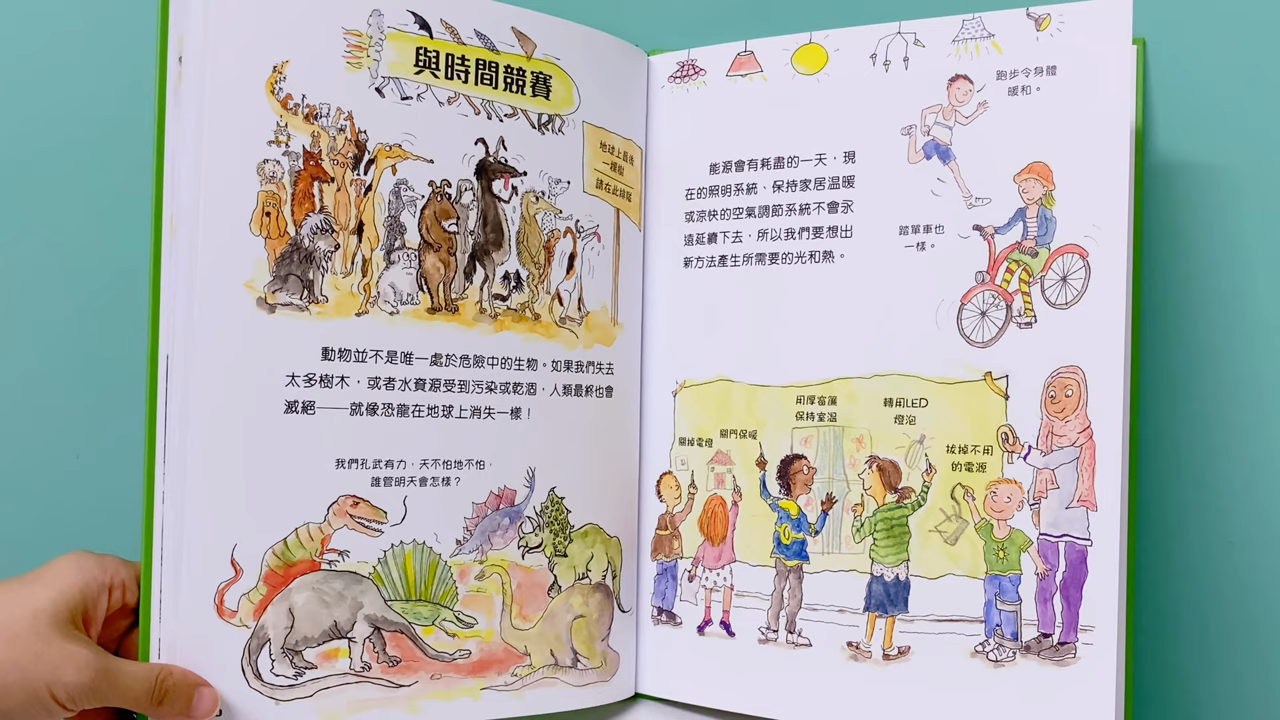 與時間競賽
地球上最後
一棵樹
請在此排隊
動物並不是唯一處於危險中的生物。如果我們失去
太多樹木，或者水資源受到污染或乾涸，人類最終也會
滅絕──就像恐龍在地球上消失一樣！
我們孔武有力，天不怕地不怕，
誰管明天會怎樣？
跑步令身體
暖和。
能源會有耗盡的一天，現
在的照明系統、保持家居溫暖
或涼快的空氣調節系統不會永
遠延續下去，所以我們要想出
新方法產生所需要的光和熱。
踏單車也
一樣。
關掉電燈
關門保暖
用厚窗簾
保持室溫
轉用LED
燈泡
拔掉不用
的電源